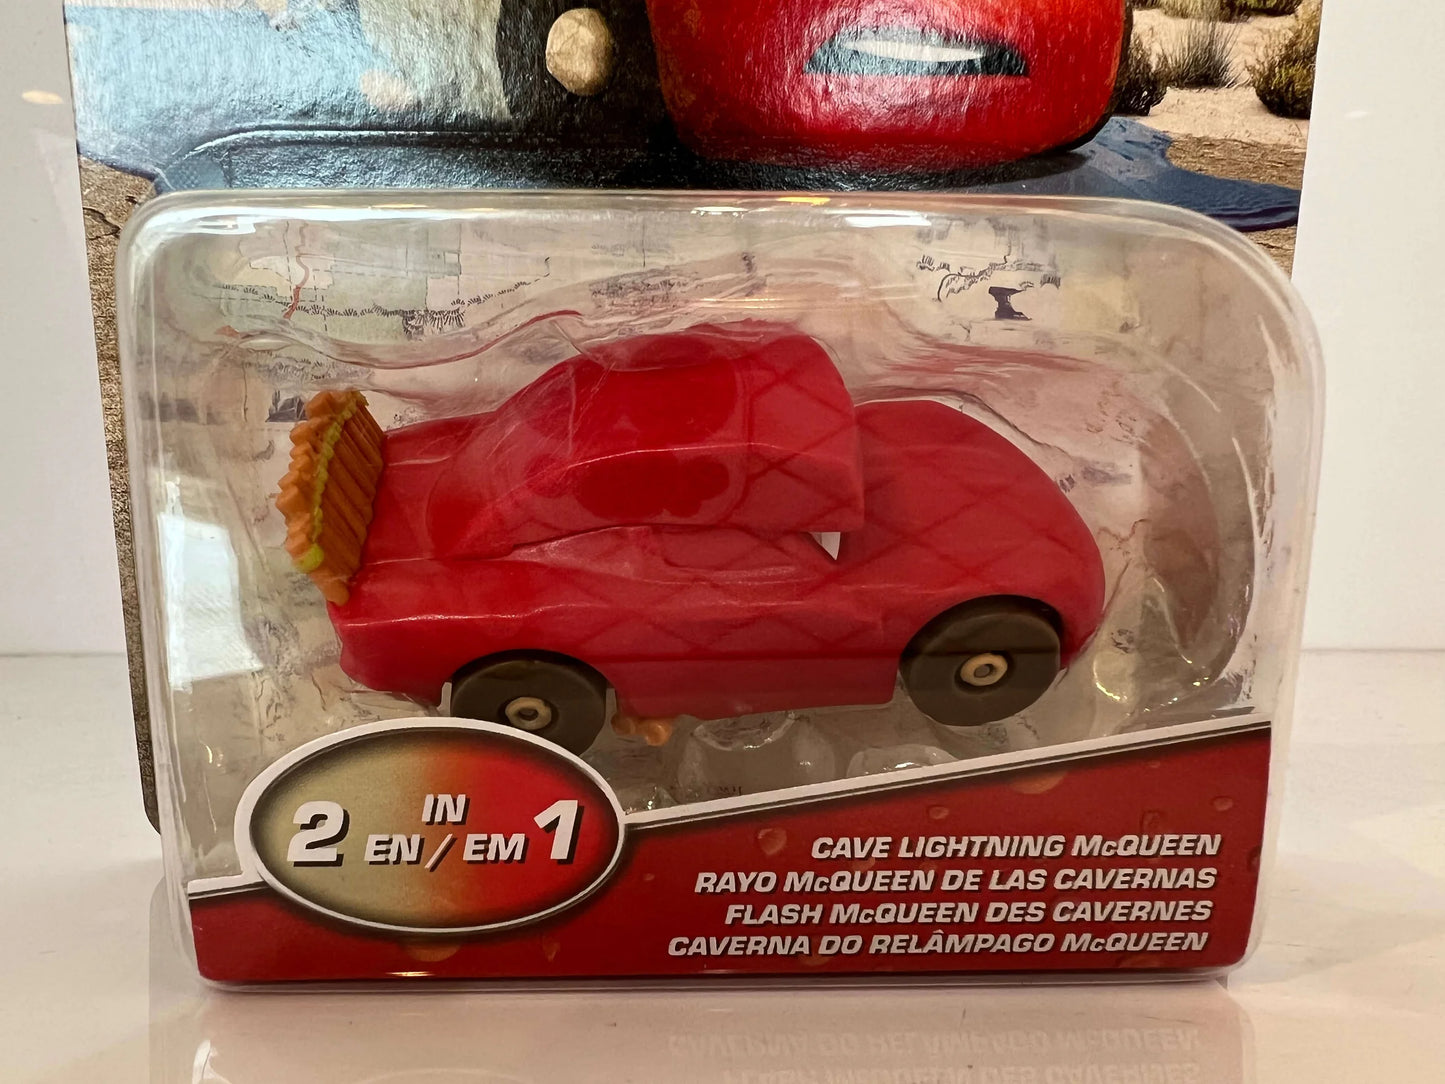 2 IN EN / EM 1
CAVE LIGHTNING McQUEEN
RAYO McQUEEN DE LAS CAVERNAS
FLASH McQUEEN DES CAVERNES
CAVERNA DO RELÂMPAGO McQUEEN